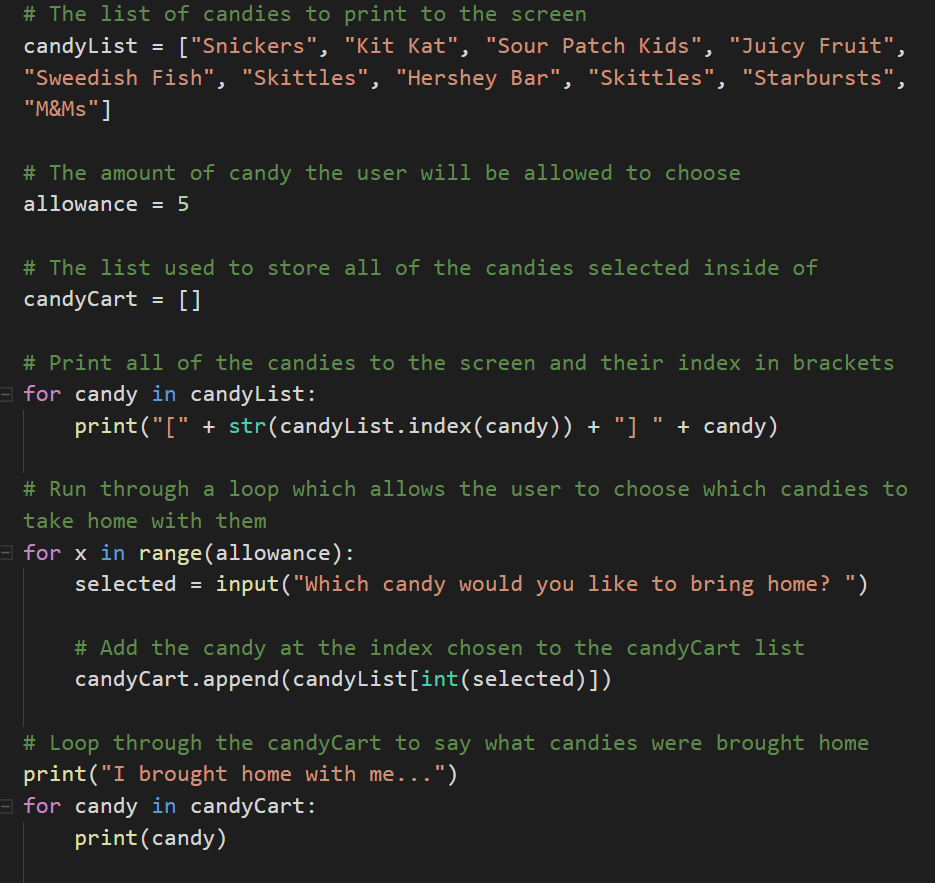 # The list of candies to print to the screen
candyList = ["Snickers", "Kit Kat", "Sour Patch Kids", "Juicy Fruit",
"Sweedish Fish", "Skittles", "Hershey Bar", "Skittles", "Starbursts",
"M&Ms"]
# The amount of candy the user will be allowed to choose
allowance = 5
# The list used to store all of the candies selected inside of
candyCart = []
# Print all of the candies to the screen and their index in brackets
for candy in candyList:
    print("[" + str(candyList.index(candy)) + "] " + candy)
# Run through a loop which allows the user to choose which candies to
take home with them
for x in range(allowance):
    selected = input("Which candy would you like to bring home? ")
    # Add the candy at the index chosen to the candyCart list
    candyCart.append(candyList[int(selected)])
# Loop through the candyCart to say what candies were brought home
print("I brought home with me...")
for candy in candyCart:
    print(candy)